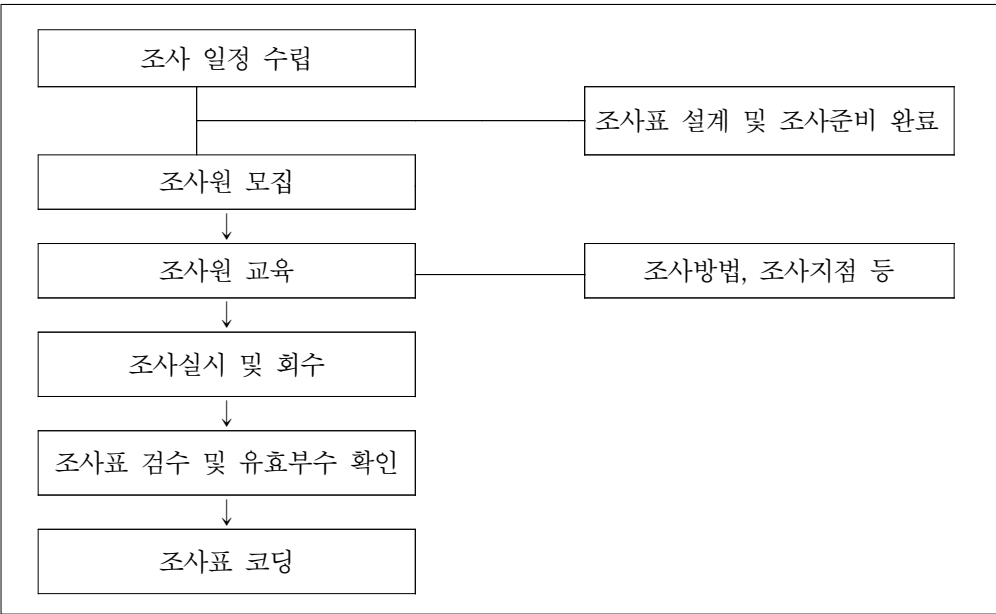 조사 일정 수립
조사표 설계 및 조사준비 완료
조사원 모집
↓
조사원 교육
조사방법, 조사지점 등
↓
조사실시 및 회수
↓
조사표 검수 및 유효부수 확인
↓
조사표 코딩